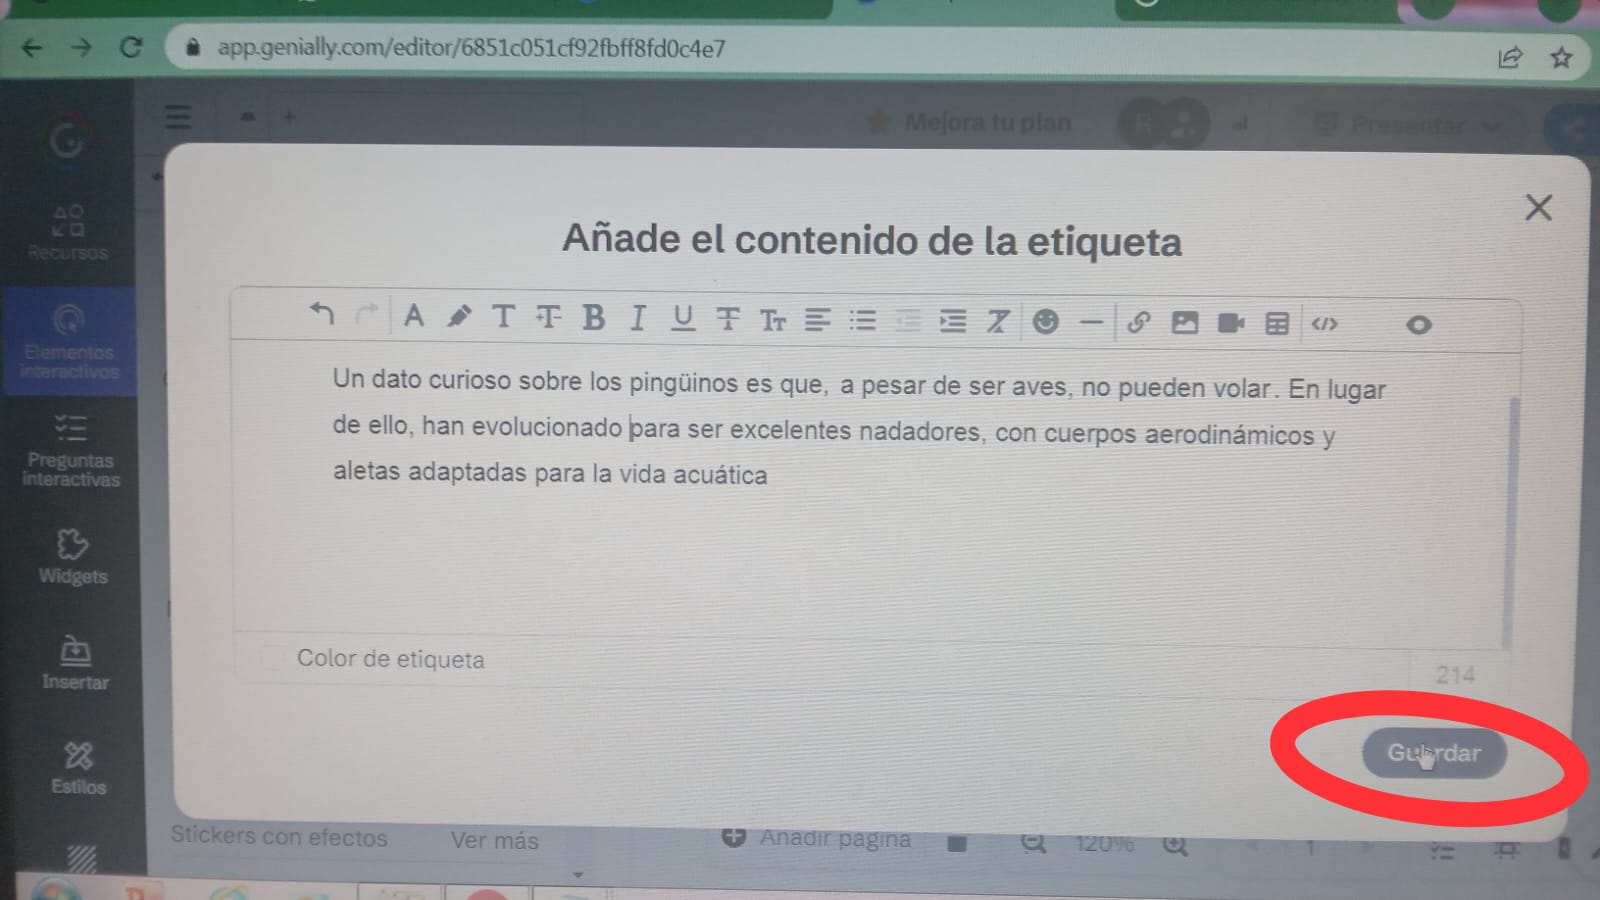 app.genially.com/editor/6851c051cf92fbff8fd0c4e7
Mejora tu plan
Presentar
Recursos
Elementos
interactivos
Preguntas
interactivas
Widgets
Insertar
Estilos
Añade el contenido de la etiqueta
Un dato curioso sobre los pingüinos es que, a pesar de ser aves, no pueden volar. En lugar
de ello, han evolucionado para ser excelentes nadadores, con cuerpos aerodinámicos y
aletas adaptadas para la vida acuática
Color de etiqueta
214
Guardar
Stickers con efectos
Ver más
Añadir página
120%
1